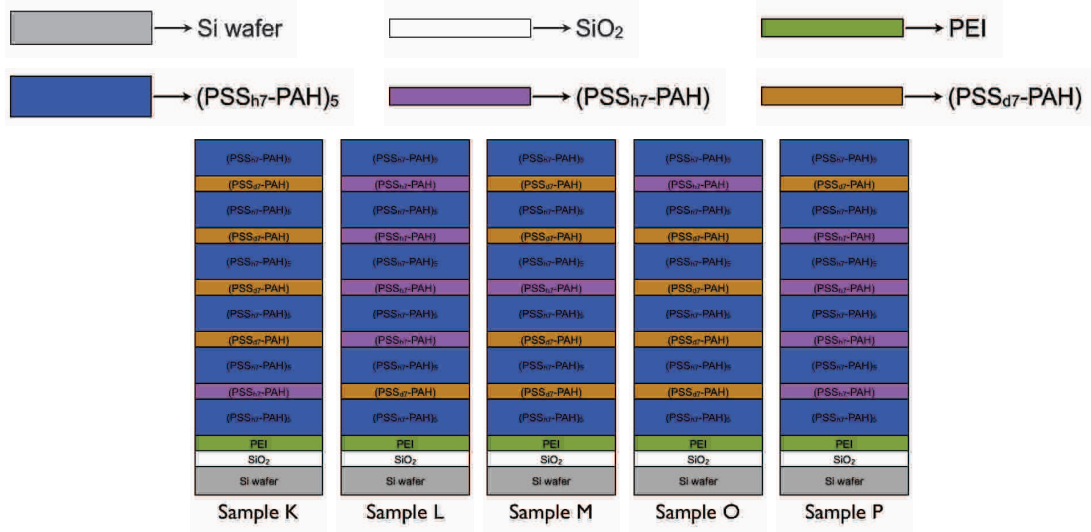 Si wafer SiO₂ PEI
(PSSh7-PAH)₅ (PSSh7-PAH) (PSSd7-PAH)
(PSSh7-PAH)₅ (PSSh7-PAH)₅ (PSSh7-PAH)₅ (PSSh7-PAH)₅ (PSSh7-PAH)₅
(PSSd7-PAH) (PSSh7-PAH) (PSSd7-PAH) (PSSh7-PAH) (PSSd7-PAH)
(PSSh7-PAH)₅ (PSSh7-PAH)₅ (PSSh7-PAH)₅ (PSSh7-PAH)₅ (PSSh7-PAH)₅
(PSSd7-PAH) (PSSh7-PAH) (PSSd7-PAH) (PSSd7-PAH) (PSSh7-PAH)
(PSSh7-PAH)₅ (PSSh7-PAH)₅ (PSSh7-PAH)₅ (PSSh7-PAH)₅ (PSSh7-PAH)₅
(PSSd7-PAH) (PSSh7-PAH) (PSSh7-PAH) (PSSd7-PAH) (PSSh7-PAH)
(PSSh7-PAH)₅ (PSSh7-PAH)₅ (PSSh7-PAH)₅ (PSSh7-PAH)₅ (PSSh7-PAH)₅
(PSSd7-PAH) (PSSh7-PAH) (PSSd7-PAH) (PSSd7-PAH) (PSSh7-PAH)
(PSSh7-PAH)₅ (PSSh7-PAH)₅ (PSSh7-PAH)₅ (PSSh7-PAH)₅ (PSSh7-PAH)₅
(PSSh7-PAH) (PSSd7-PAH) (PSSd7-PAH) (PSSd7-PAH) (PSSh7-PAH)
(PSSh7-PAH)₅ (PSSh7-PAH)₅ (PSSh7-PAH)₅ (PSSh7-PAH)₅ (PSSh7-PAH)₅
PEI PEI PEI PEI PEI
SiO₂ SiO₂ SiO₂ SiO₂ SiO₂
Si wafer Si wafer Si wafer Si wafer Si wafer
Sample K Sample L Sample M Sample O Sample P